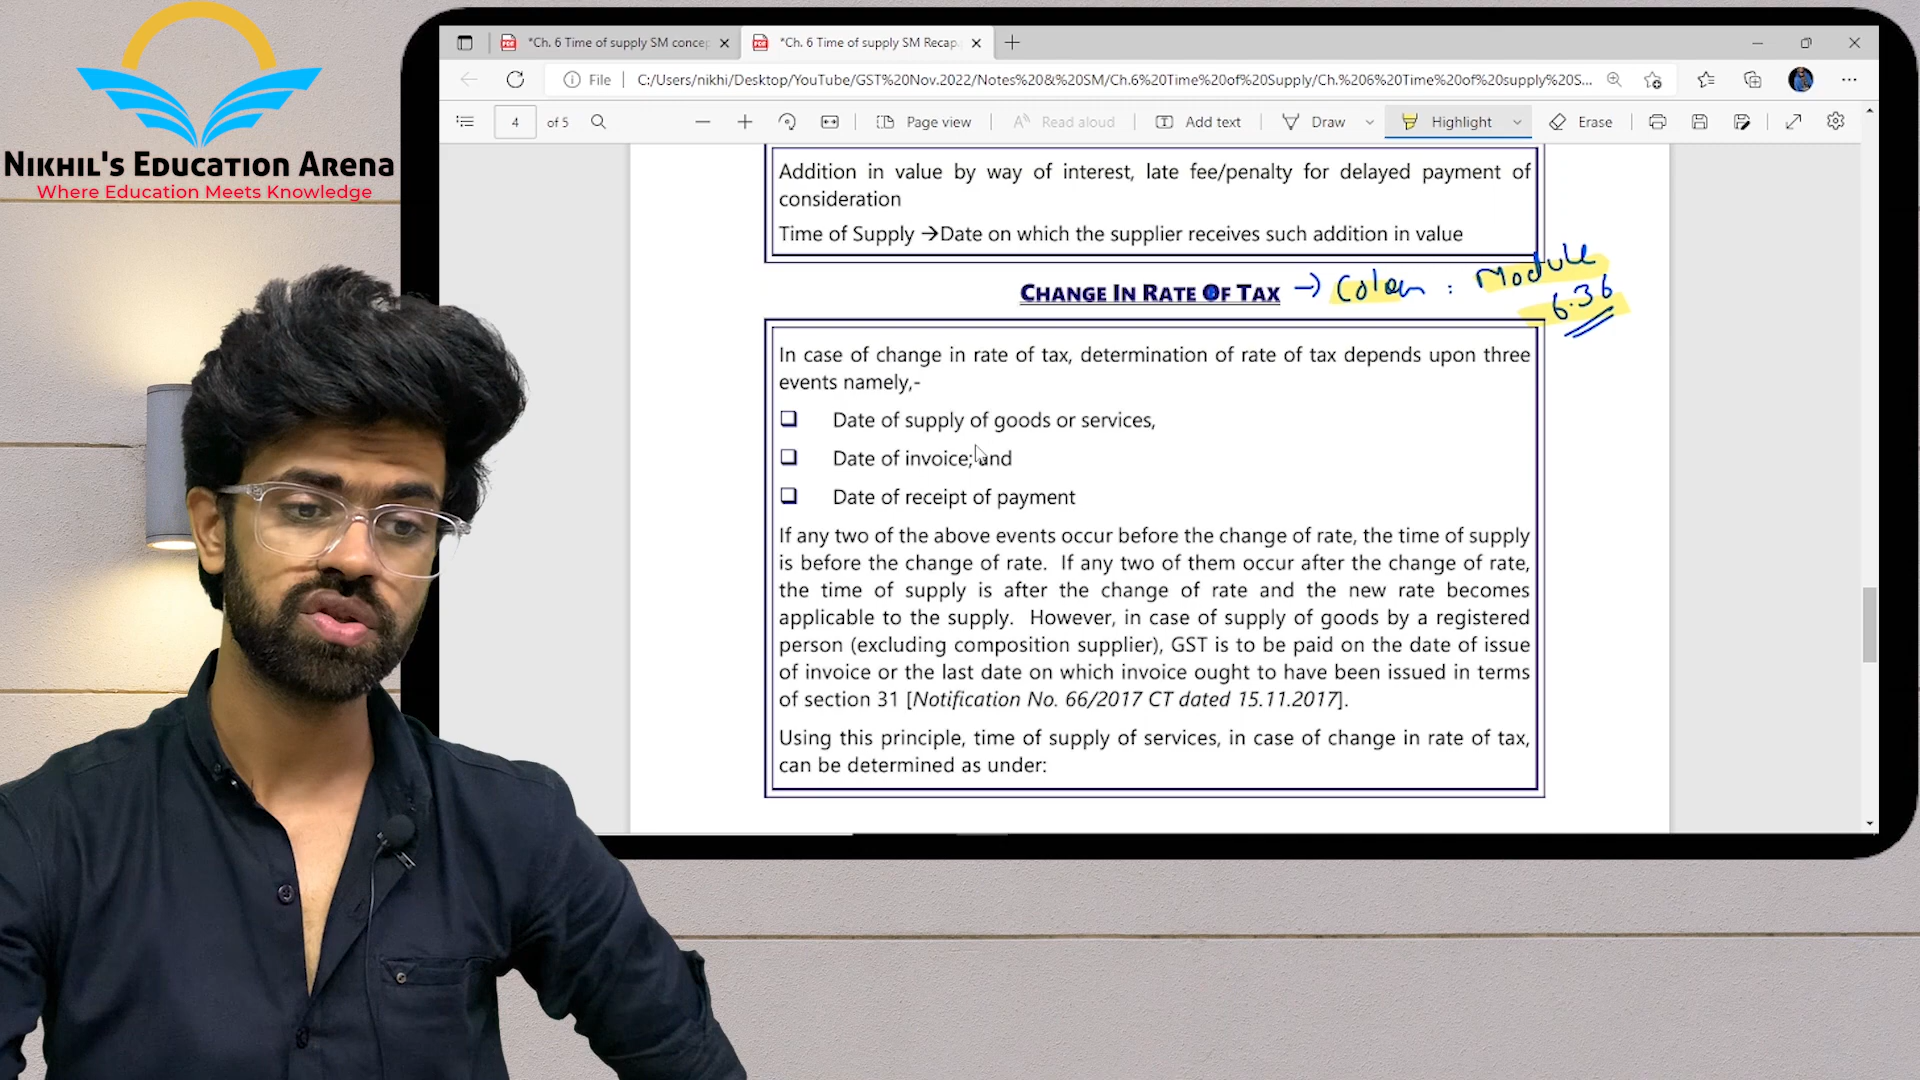 NIKHIL'S EDUCATION ARENA
Where Education Meets Knowledge
*Ch. 6 Time of supply SM concep
*Ch. 6 Time of supply SM Recap.
File
C:/Users/nikhi/Desktop/YouTube/GST%20Nov.2022/Notes%20&%20SM/Ch.6%20Time%20of%20Supply/Ch.%206%20Time%20of%20supply%20S...
4 of 5
Page view
Read aloud
Add text
Draw
Highlight
Erase
Addition in value by way of interest, late fee/penalty for delayed payment of
consideration
Time of Supply →Date on which the supplier receives such addition in value
CHANGE IN RATE OF TAX → : Module
6.36
In case of change in rate of tax, determination of rate of tax depends upon three
events namely,-
❑ Date of supply of goods or services,
❑ Date of invoice; and
❑ Date of receipt of payment
If any two of the above events occur before the change of rate, the time of supply
is before the change of rate. If any two of them occur after the change of rate,
the time of supply is after the change of rate and the new rate becomes
applicable to the supply. However, in case of supply of goods by a registered
person (excluding composition supplier), GST is to be paid on the date of issue
of invoice or the last date on which invoice ought to have been issued in terms
of section 31 [Notification No. 66/2017 CT dated 15.11.2017].
Using this principle, time of supply of services, in case of change in rate of tax,
can be determined as under: